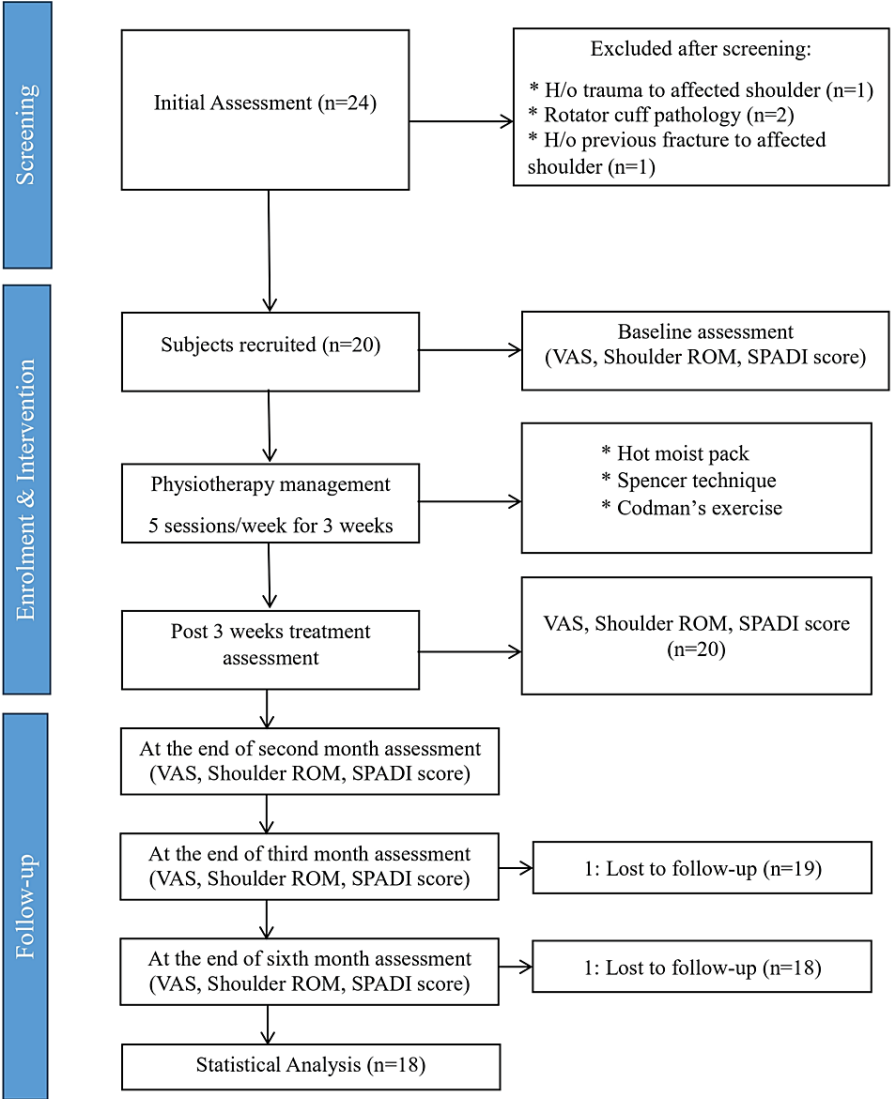 Screening
Initial Assessment (n=24)
Excluded after screening:
* H/o trauma to affected shoulder (n=1)
* Rotator cuff pathology (n=2)
* H/o previous fracture to affected
shoulder (n=1)
Enrolment & Intervention
Subjects recruited (n=20)
Baseline assessment
(VAS, Shoulder ROM, SPADI score)
Physiotherapy management
5 sessions/week for 3 weeks
* Hot moist pack
* Spencer technique
* Codman’s exercise
Post 3 weeks treatment
assessment
VAS, Shoulder ROM, SPADI score
(n=20)
Follow-up
At the end of second month assessment
(VAS, Shoulder ROM, SPADI score)
At the end of third month assessment
(VAS, Shoulder ROM, SPADI score)
1: Lost to follow-up (n=19)
At the end of sixth month assessment
(VAS, Shoulder ROM, SPADI score)
1: Lost to follow-up (n=18)
Statistical Analysis (n=18)